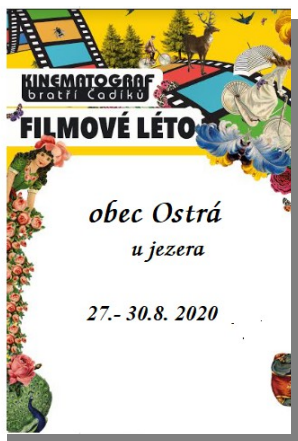 KINEMATOGRAF
bratří Čadíků
FILMOVÉ LÉTO
obec Ostrá
u jezera
27.- 30.8. 2020